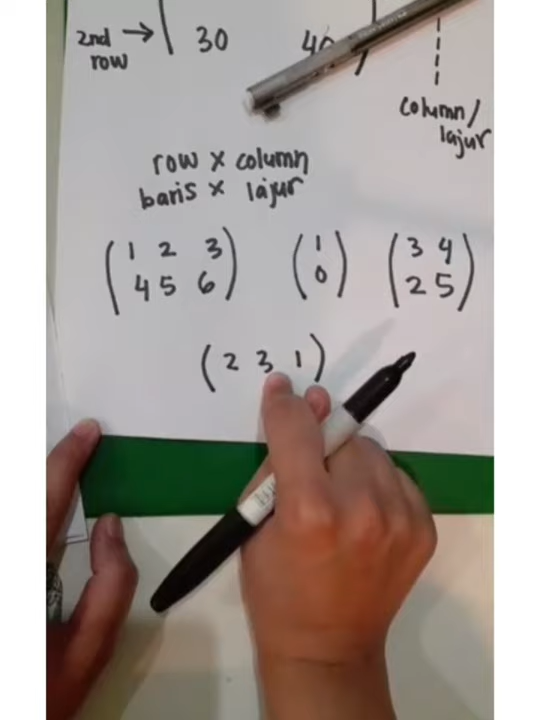 2nd → 30 40
row
column/
lajur
row x column
baris x lajur
(1 2 3 (1 (3 4
4 5 6) 0) 2 5)
(2 3 1)